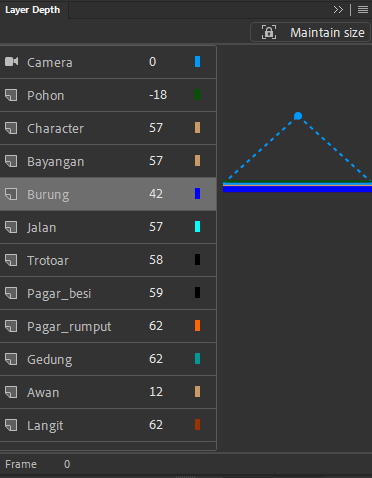 Layer Depth
Maintain size
Camera 0
Pohon -18
Character 57
Bayangan 57
Burung 42
Jalan 57
Trotoar 58
Pagar_besi 59
Pagar_rumput 62
Gedung 62
Awan 12
Langit 62
Frame 0